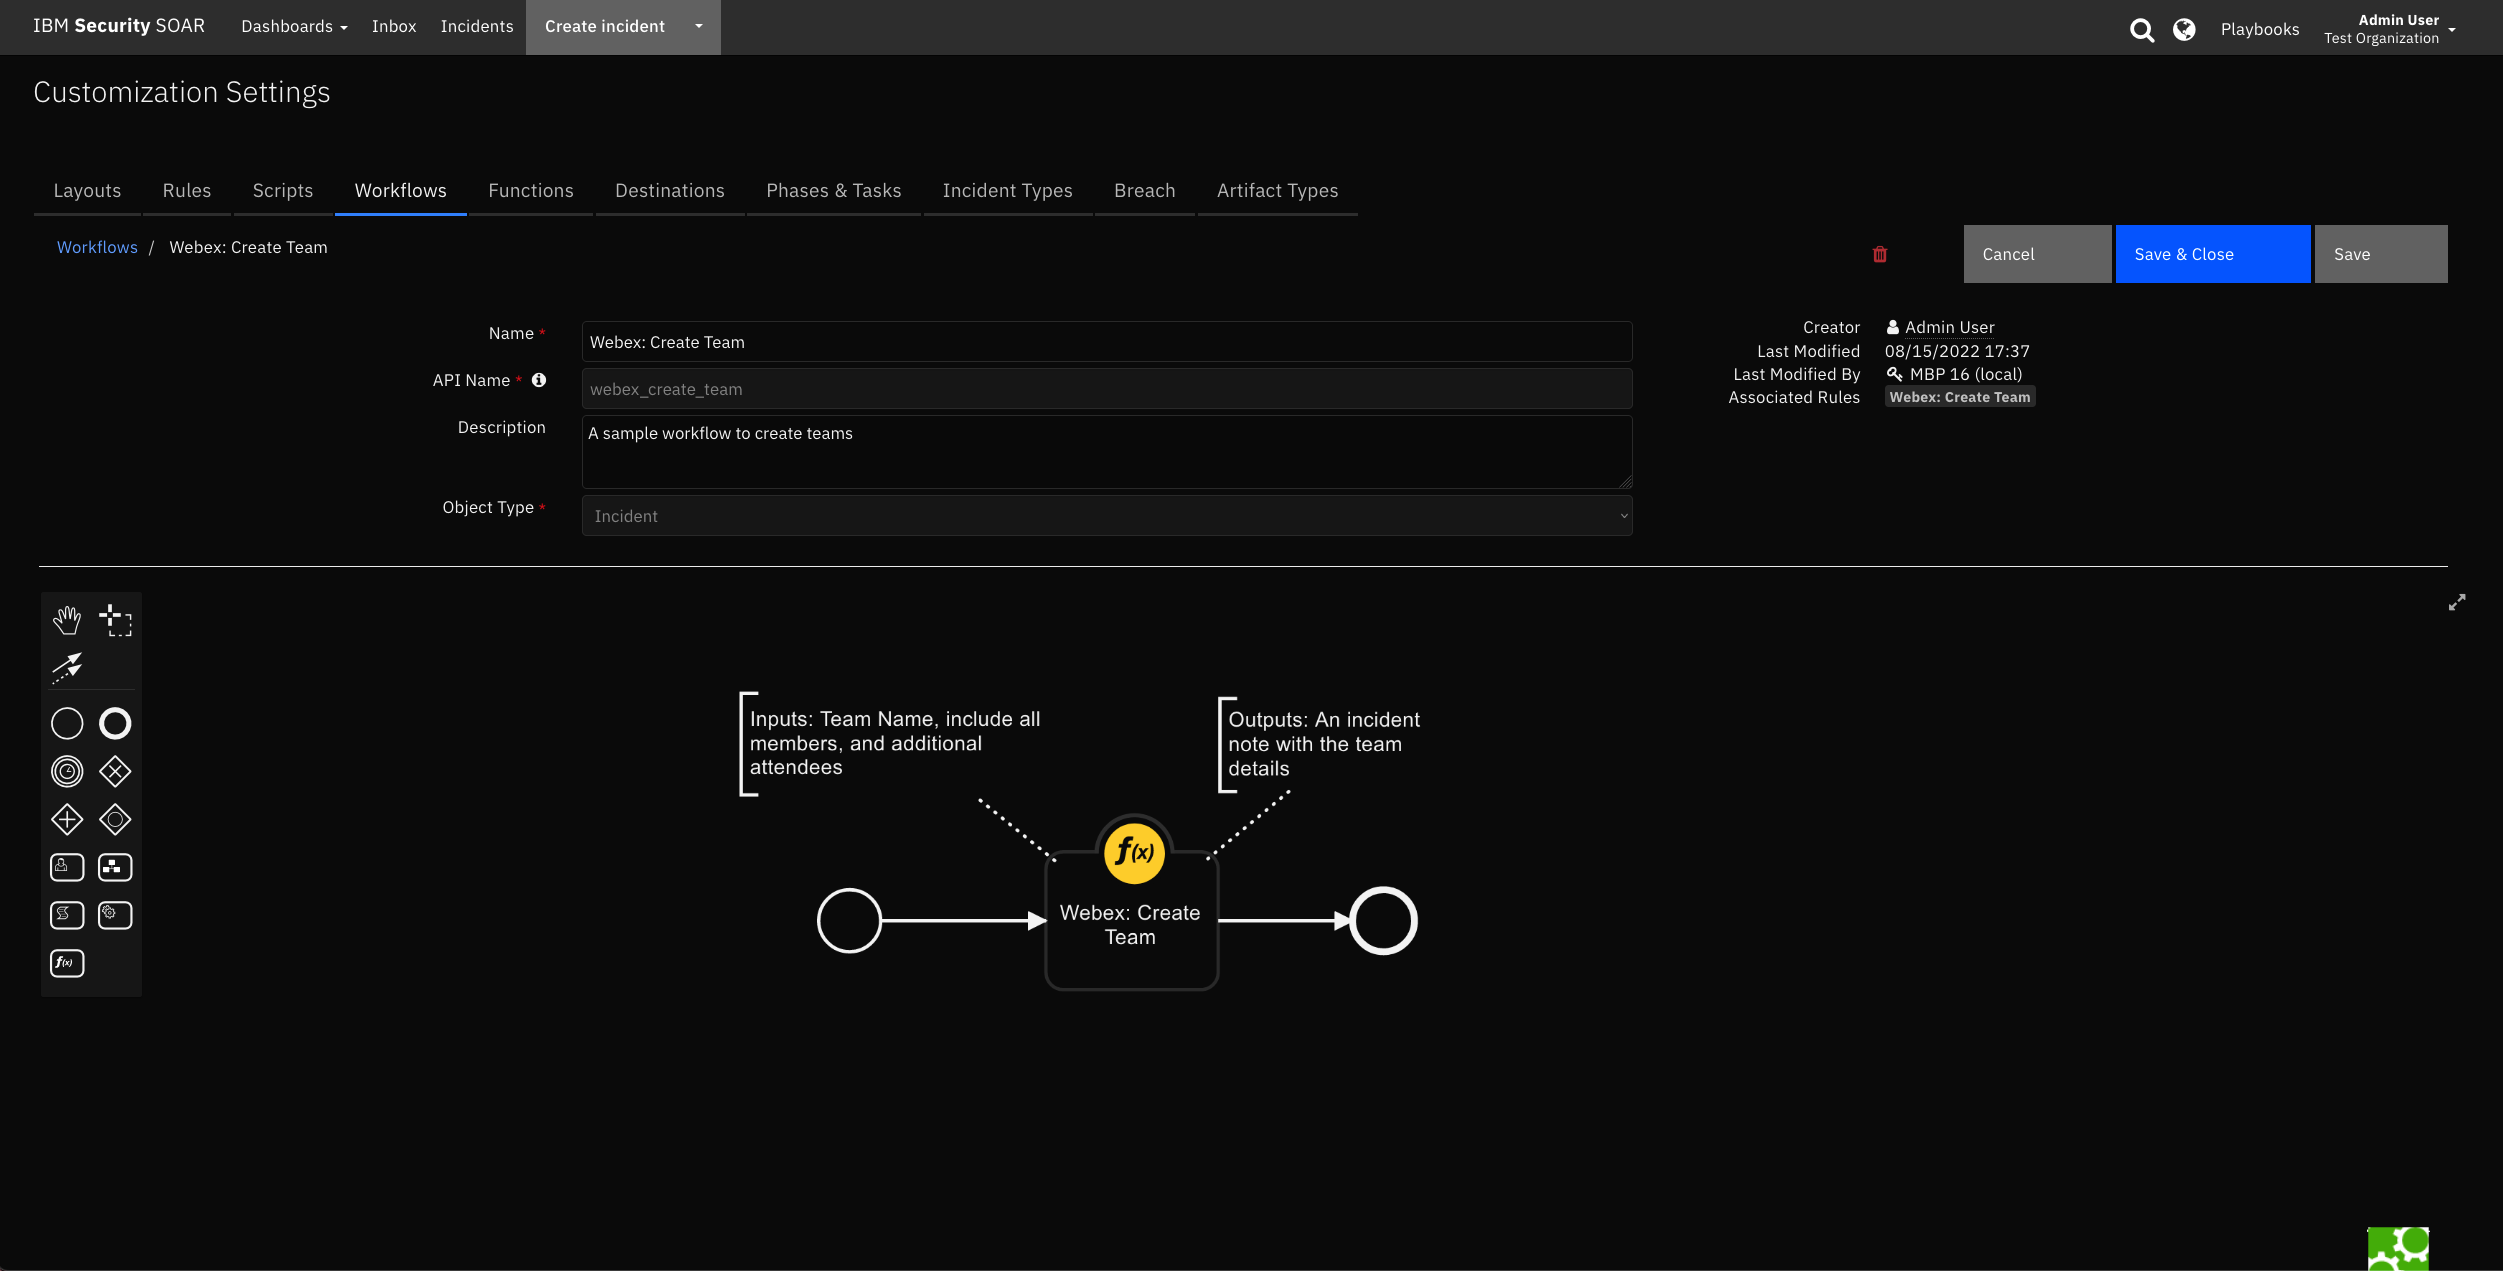 IBM Security SOAR Dashboards Inbox Incidents Create incident Playbooks Admin User
Test Organization
Customization Settings
Layouts Rules Scripts Workflows Functions Destinations Phases & Tasks Incident Types Breach Artifact Types
Workflows / Webex: Create Team
Cancel Save & Close Save
Name * Webex: Create Team
API Name * webex_create_team
Description A sample workflow to create teams
Object Type * Incident
Creator Admin User
Last Modified 08/15/2022 17:37
Last Modified By MBP 16 (local)
Associated Rules Webex: Create Team
Inputs: Team Name, include all
members, and additional
attendees
Outputs: An incident
note with the team
details
f(x)
Webex: Create
Team
f(x)